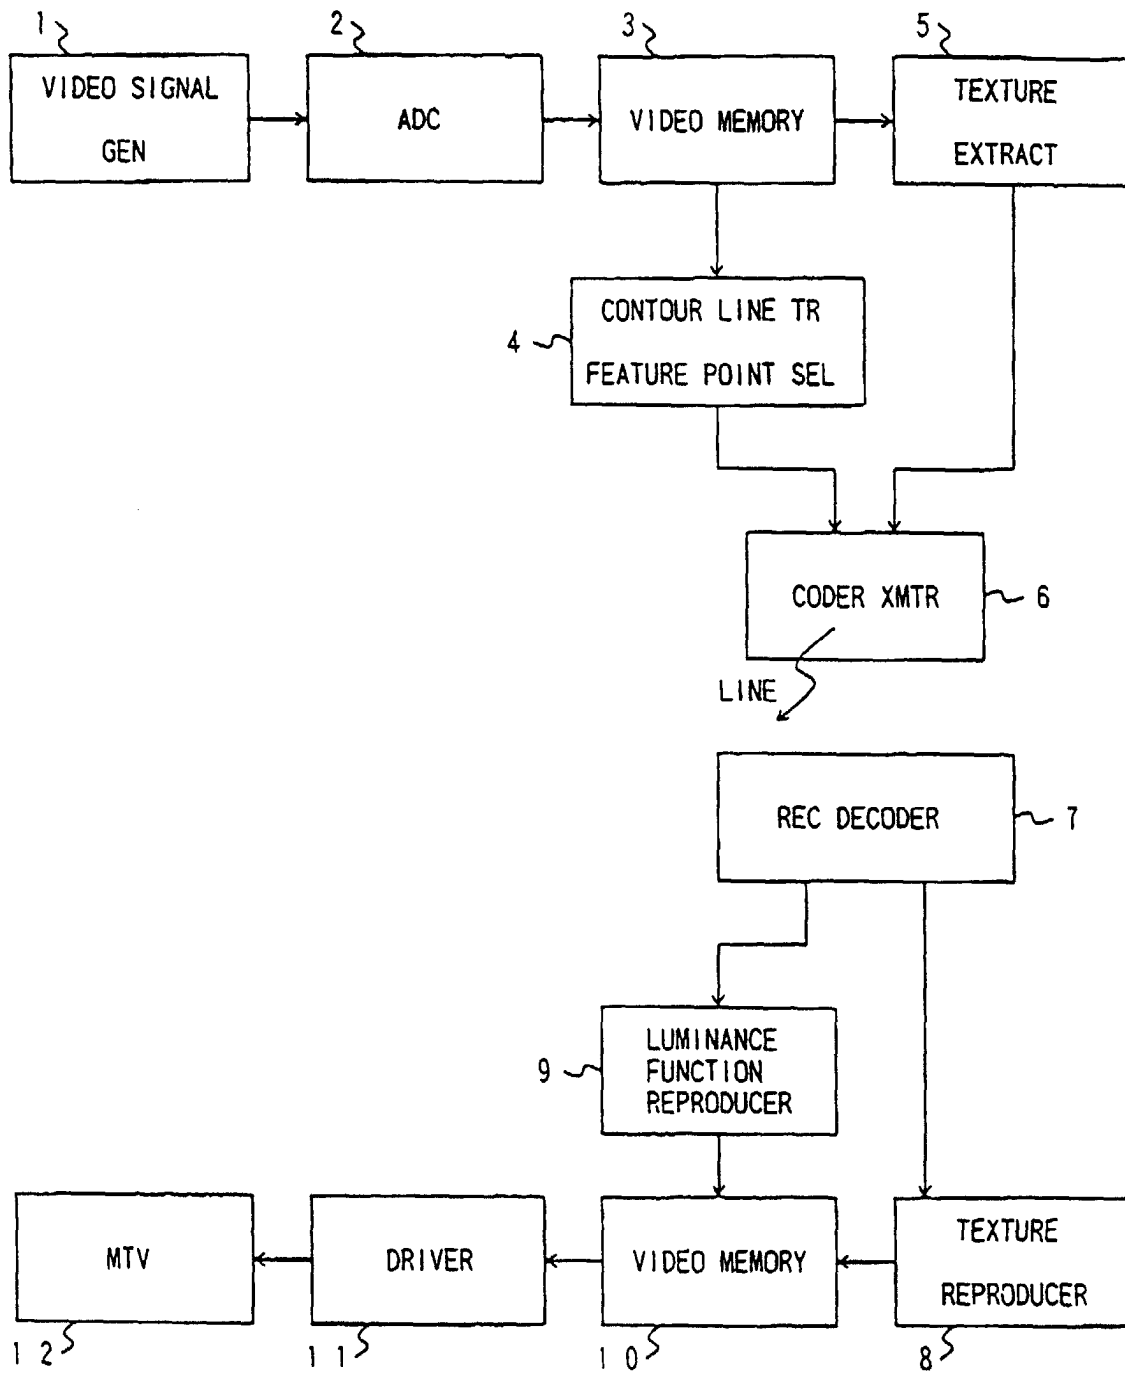 1
2
3
5
VIDEO SIGNAL
GEN
ADC
VIDEO MEMORY
TEXTURE
EXTRACT
4
CONTOUR LINE TR
FEATURE POINT SEL
CODER XMTR
6
LINE
REC DECODER
7
9
LUMINANCE
FUNCTION
REPRODUCER
MTV
DRIVER
VIDEO MEMORY
TEXTURE
REPRODUCER
12
11
10
8